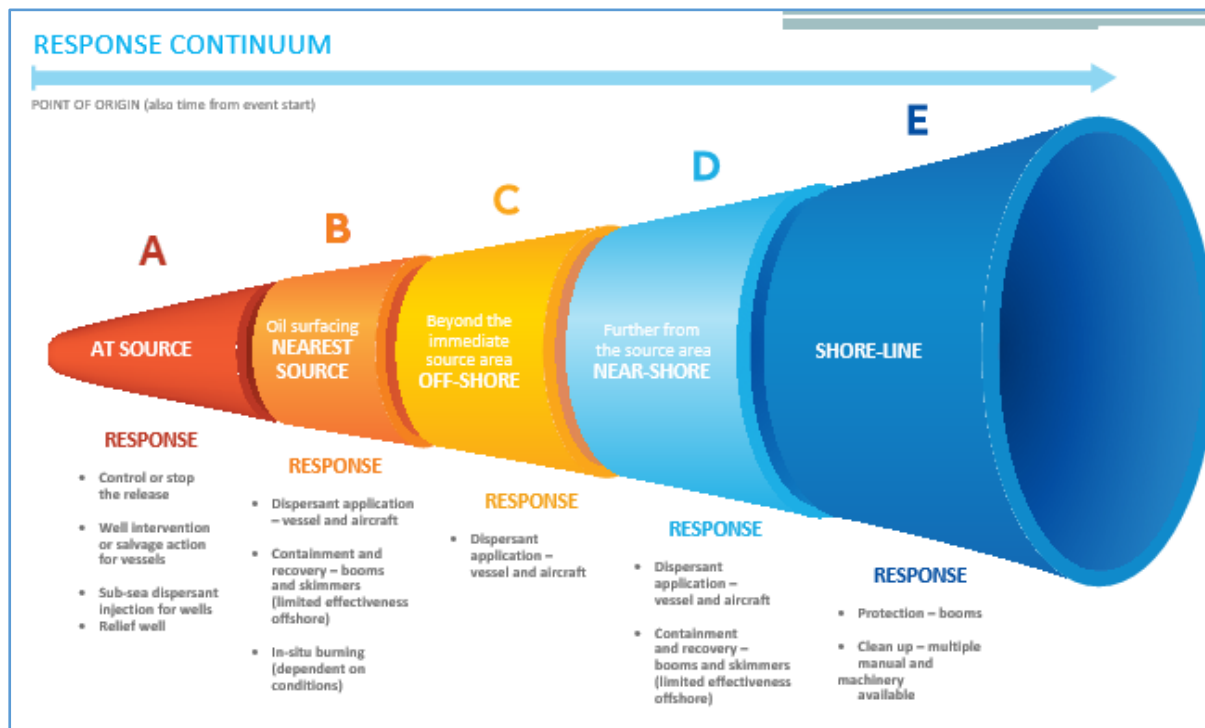 RESPONSE CONTINUUM
POINT OF ORIGIN (also time from event start)
A
B
C
D
E
AT SOURCE
Oil surfacing
NEAREST
SOURCE
Beyond the
immediate
source area
OFF-SHORE
Further from
the source area
NEAR-SHORE
SHORE-LINE
RESPONSE
• Control or stop
the release
• Well intervention
or salvage action
for vessels
• Sub-sea dispersant
injection for wells
• Relief well
RESPONSE
• Dispersant application
– vessel and aircraft
• Containment and
recovery – booms
and skimmers
(limited effectiveness
offshore)
• In-situ burning
(dependent on
conditions)
RESPONSE
• Dispersant
application –
vessel and aircraft
RESPONSE
• Dispersant
application –
vessel and aircraft
• Containment
and recovery –
booms and skimmers
(limited effectiveness
offshore)
RESPONSE
• Protection – booms
• Clean up – multiple
manual and
machinery
available